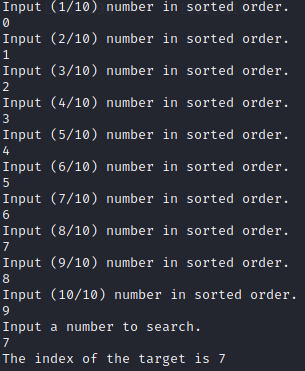 Input (1/10) number in sorted order.
0
Input (2/10) number in sorted order.
1
Input (3/10) number in sorted order.
2
Input (4/10) number in sorted order.
3
Input (5/10) number in sorted order.
4
Input (6/10) number in sorted order.
5
Input (7/10) number in sorted order.
6
Input (8/10) number in sorted order.
7
Input (9/10) number in sorted order.
8
Input (10/10) number in sorted order.
9
Input a number to search.
7
The index of the target is 7